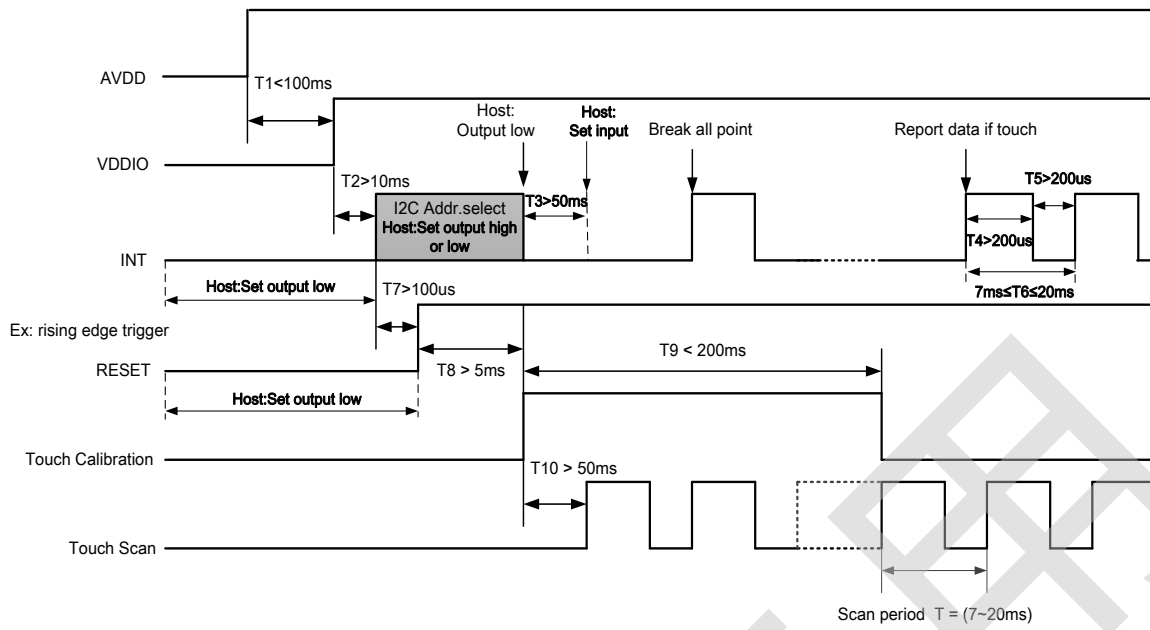 AVDD
T1<100ms
VDDIO
Host:
Output low
Host:
Set input
Break all point
Report data if touch
T2>10ms
I2C Addr.select
Host:Set output high
or low
T3>50ms
T5>200us
T4>200us
INT
Host:Set output low
T7>100us
7ms≤T6≤20ms
Ex: rising edge trigger
RESET
T8 > 5ms
T9 < 200ms
Host:Set output low
Touch Calibration
T10 > 50ms
Touch Scan
Scan period T = (7~20ms)